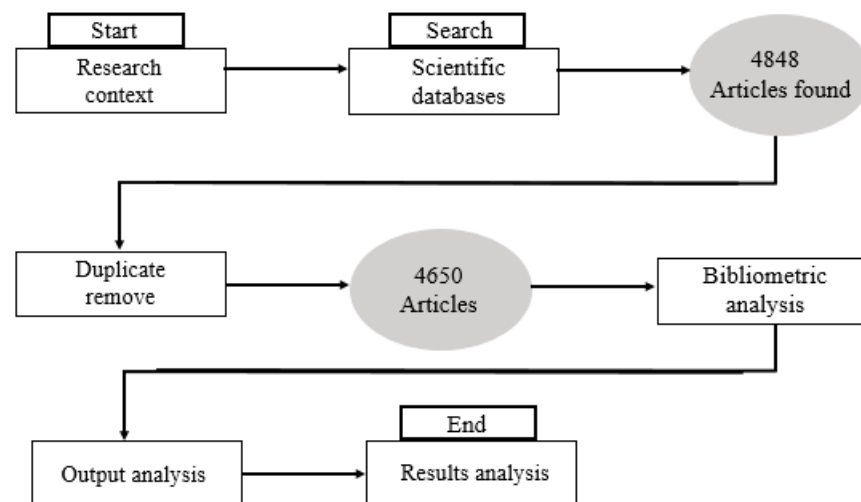 Start
Research
context
Search
Scientific
databases
4848
Articles found
Duplicate
remove
4650
Articles
Bibliometric
analysis
Output analysis
End
Results analysis